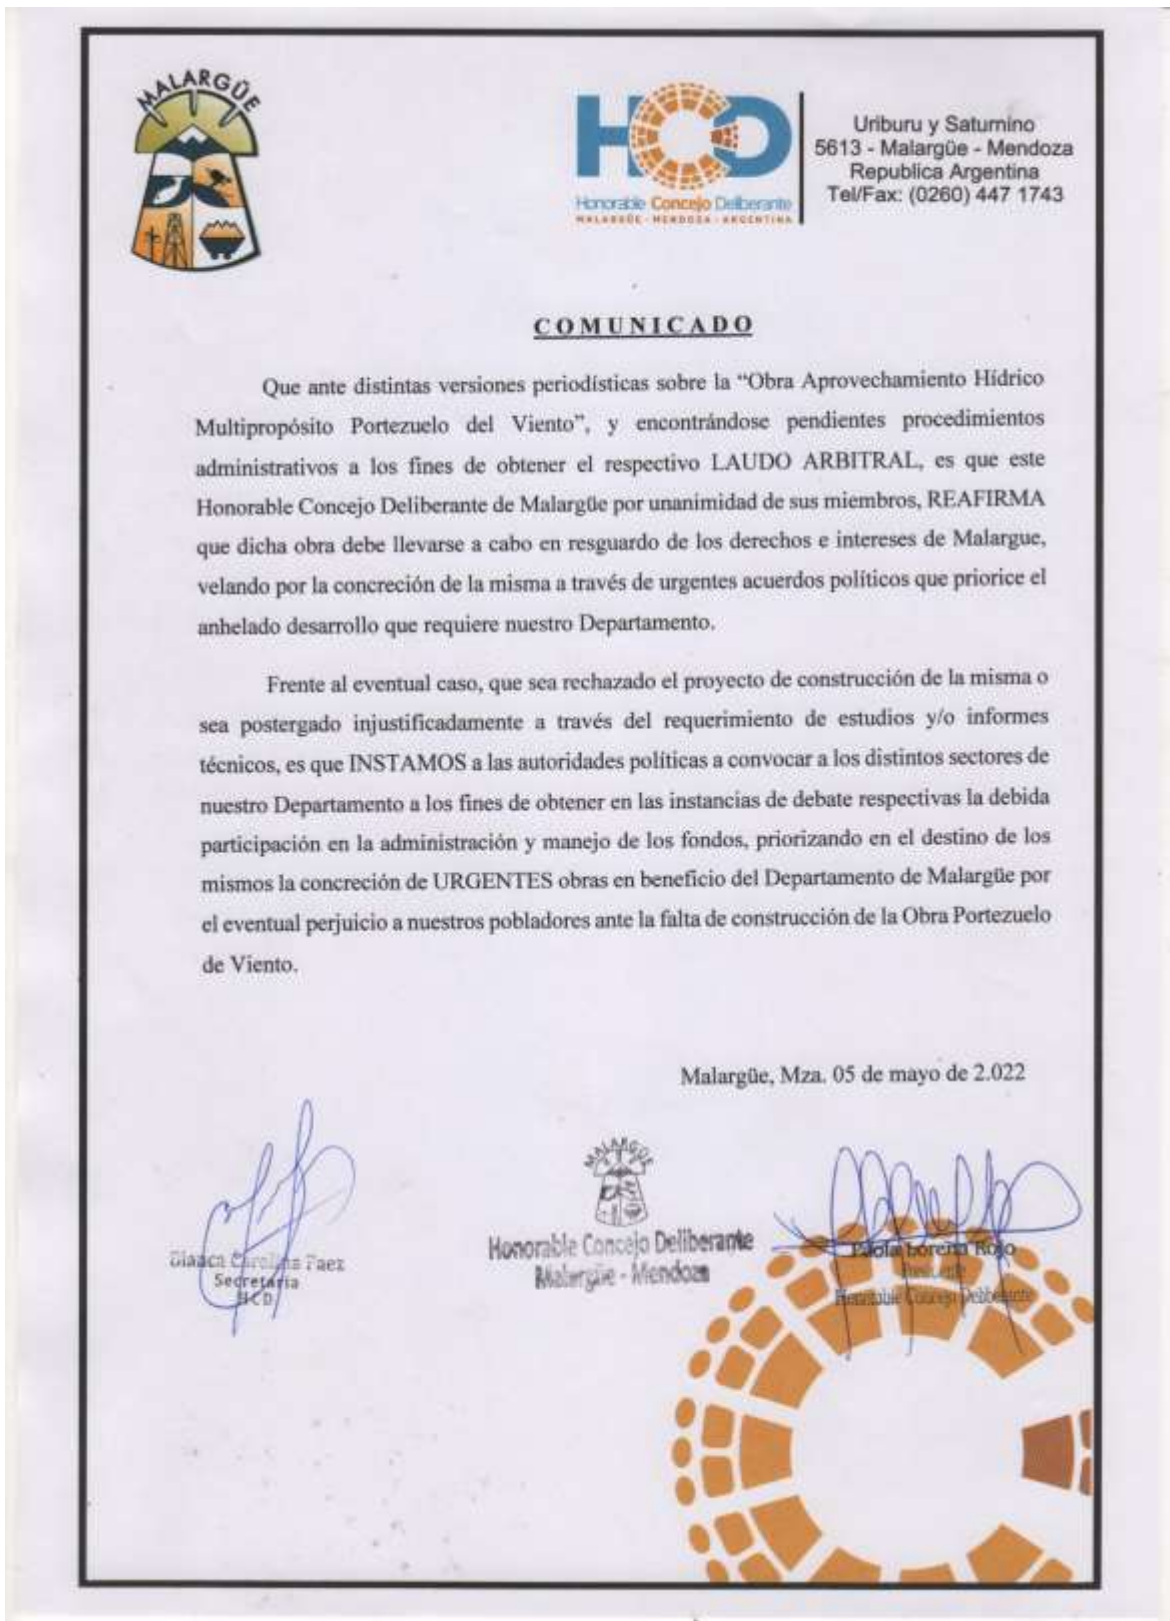 MALARGÜE
HCD
Honorable Concejo Deliberante
MALARGÜE - MENDOZA - ARGENTINA
Uriburu y Saturnino
5613 - Malargüe - Mendoza
Republica Argentina
Tel/Fax: (0260) 447 1743
COMUNICADO
Que ante distintas versiones periodísticas sobre la “Obra Aprovechamiento Hídrico
Multipropósito Portezuelo del Viento”, y encontrándose pendientes procedimientos
administrativos a los fines de obtener el respectivo LAUDO ARBITRAL, es que este
Honorable Concejo Deliberante de Malargüe por unanimidad de sus miembros, REAFIRMA
que dicha obra debe llevarse a cabo en resguardo de los derechos e intereses de Malargue,
velando por la concreción de la misma a través de urgentes acuerdos políticos que priorice el
anhelado desarrollo que requiere nuestro Departamento.
Frente al eventual caso, que sea rechazado el proyecto de construcción de la misma o
sea postergado injustificadamente a través del requerimiento de estudios y/o informes
técnicos, es que INSTAMOS a las autoridades políticas a convocar a los distintos sectores de
nuestro Departamento a los fines de obtener en las instancias de debate respectivas la debida
participación en la administración y manejo de los fondos, priorizando en el destino de los
mismos la concreción de URGENTES obras en beneficio del Departamento de Malargüe por
el eventual perjuicio a nuestros pobladores ante la falta de construcción de la Obra Portezuelo
de Viento.
Malargüe, Mza. 05 de mayo de 2.022
MALARGÜE
Honorable Concejo Deliberante
Malargüe - Mendoza
Carolina Paez
Secretaria
HCD
Paola Lorena Rojo
Presidente
Honorable Concejo Deliberante